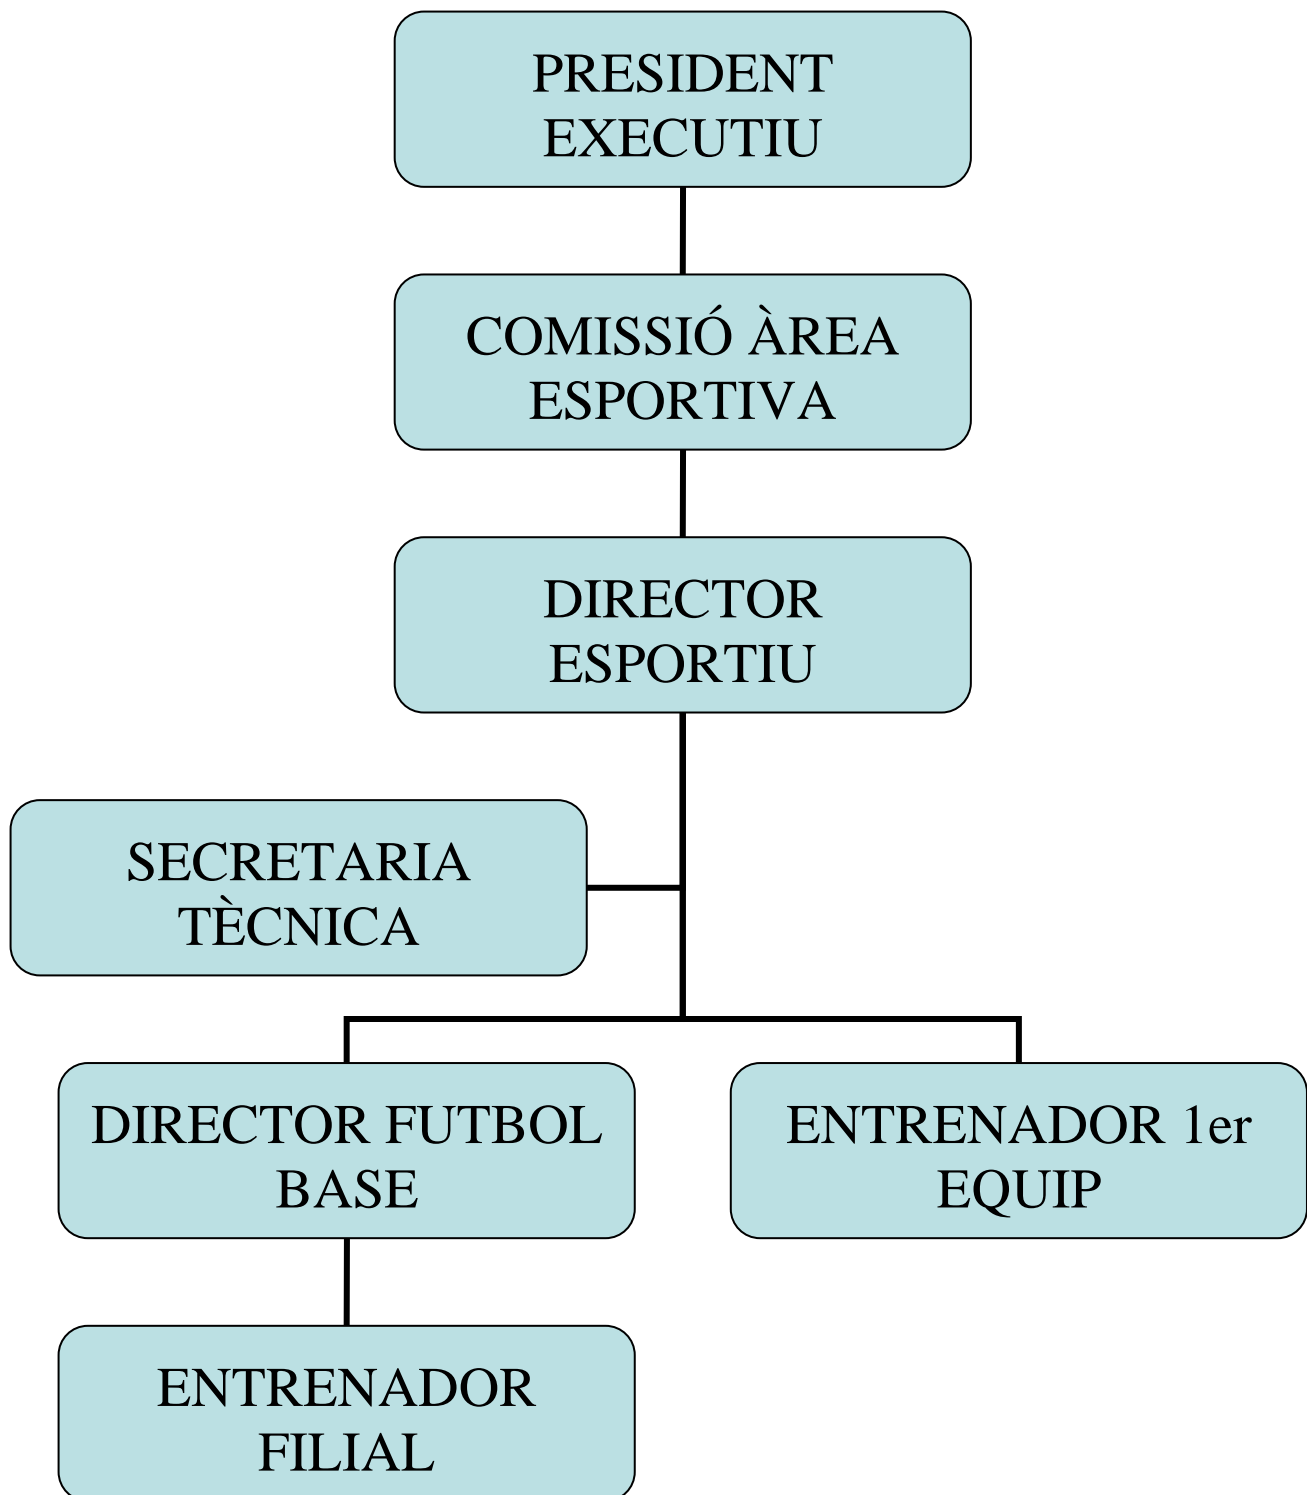 PRESIDENT
EXECUTIU
COMISSIÓ ÀREA
ESPORTIVA
DIRECTOR
ESPORTIU
SECRETARIA
TÈCNICA
DIRECTOR FUTBOL
BASE
ENTRENADOR 1er
EQUIP
ENTRENADOR
FILIAL